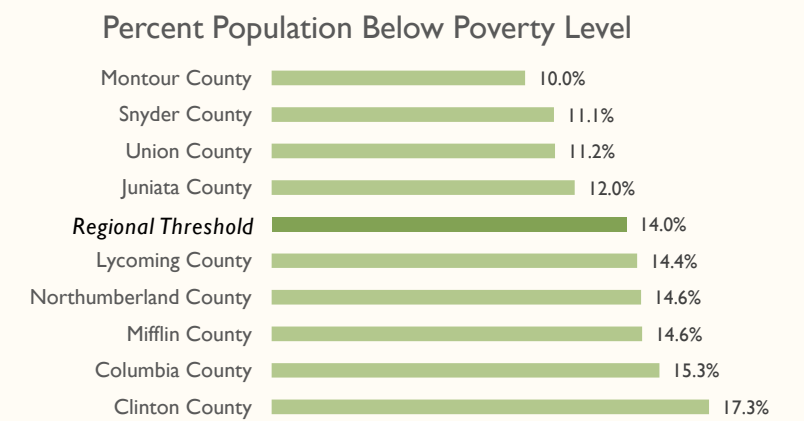 Percent Population Below Poverty Level
Montour County 10.0%
Snyder County 11.1%
Union County 11.2%
Juniata County 12.0%
Regional Threshold 14.0%
Lycoming County 14.4%
Northumberland County 14.6%
Mifflin County 14.6%
Columbia County 15.3%
Clinton County 17.3%